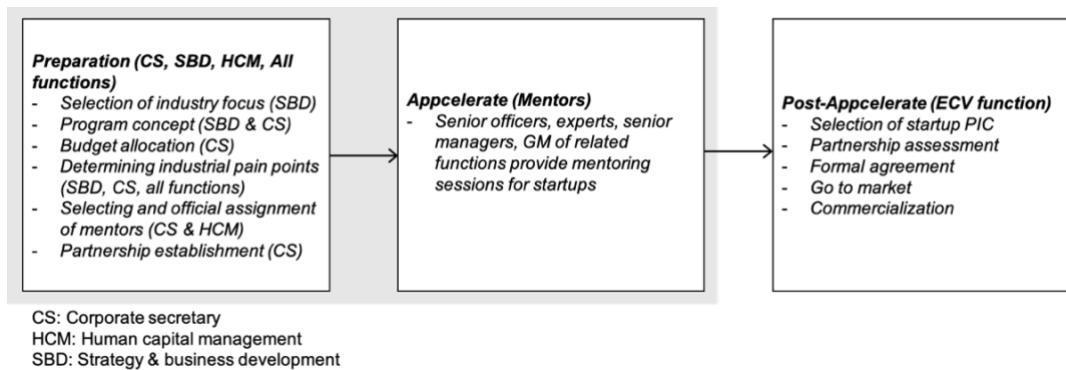 Preparation (CS, SBD, HCM, All
functions)
- Selection of industry focus (SBD)
- Program concept (SBD & CS)
- Budget allocation (CS)
- Determining industrial pain points
(SBD, CS, all functions)
- Selecting and official assignment
of mentors (CS & HCM)
- Partnership establishment (CS)
Appcelerate (Mentors)
- Senior officers, experts, senior
managers, GM of related
functions provide mentoring
sessions for startups
Post-Appcelerate (ECV function)
- Selection of startup PIC
- Partnership assessment
- Formal agreement
- Go to market
- Commercialization
CS: Corporate secretary
HCM: Human capital management
SBD: Strategy & business development